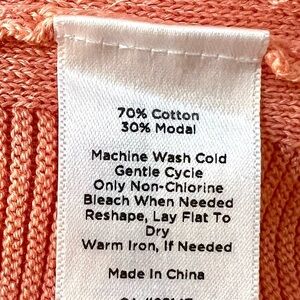 70% Cotton
30% Modal
Machine Wash Cold
Gentle Cycle
Only Non-Chlorine
Bleach When Needed
Reshape, Lay Flat To
Dry
Warm Iron, If Needed
Made In China